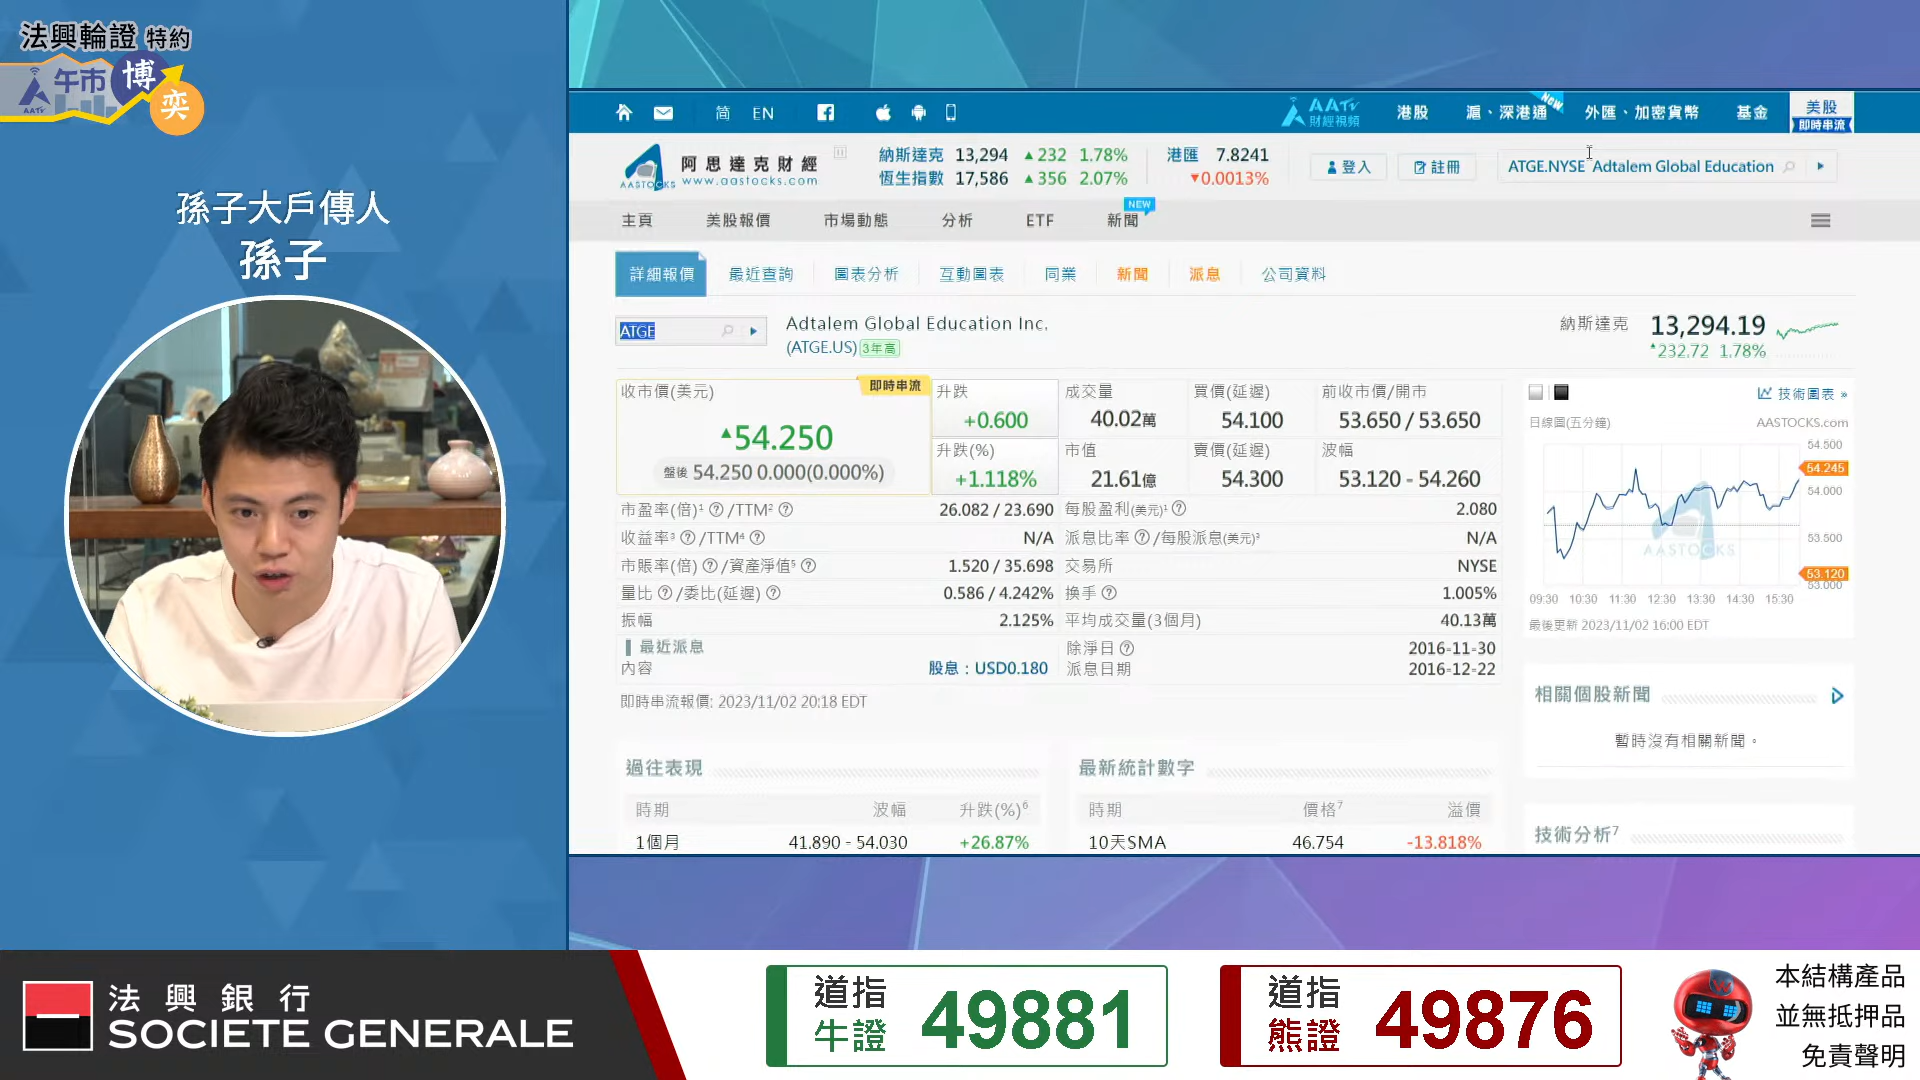 法興輪證 特約
午市 博 奕
AATV
孫子大戶傳人
孫子
简 EN
AATV 財經視頻
港股 滬、深港通 New 外匯、加密貨幣 基金 美股 即時串流
阿思達克財經
www.aastocks.com
AASTOCKS
納斯達克 13,294 ▲232 1.78%
恆生指數 17,586 ▲356 2.07%
港匯 7.8241
▼0.0013%
登入 註冊 ATGE.NYSE Adtalem Global Education
主頁 美股報價 市場動態 分析 ETF 新聞 NEW
詳細報價 最近查詢 圖表分析 互動圖表 同業 新聞 派息 公司資料
ATGE
Adtalem Global Education Inc.
(ATGE.US) 3年高
納斯達克 13,294.19
▲232.72 1.78%
收市價(美元) 即時串流
▲54.250
盤後 54.250 0.000(0.000%)
升跌
+0.600
升跌(%)
+1.118%
成交量
40.02萬
市值
21.61億
買價(延遲)
54.100
賣價(延遲)
54.300
前收市價/開市
53.650 / 53.650
波幅
53.120 - 54.260
市盈率(倍)¹ /TTM² 26.082 / 23.690 每股盈利(美元)¹ 2.080
收益率³ /TTM⁴ N/A 派息比率 /每股派息(美元)³ N/A
市賬率(倍) /資產淨值⁵ 1.520 / 35.698 交易所 NYSE
量比 /委比(延遲) 0.586 / 4.242% 換手 1.005%
振幅 2.125% 平均成交量(3個月) 40.13萬
最近派息 除淨日 2016-11-30
內容 股息：USD0.180 派息日期 2016-12-22
即時串流報價: 2023/11/02 20:18 EDT
技術圖表 »
日線圖(五分鐘) AASTOCKS.com
54.500
54.245
54.000
53.500
53.120
53.000
AASTOCKS
09:30 10:30 11:30 12:30 13:30 14:30 15:30
最後更新 2023/11/02 16:00 EDT
相關個股新聞
暫時沒有相關新聞。
技術分析⁷
過往表現
時期 波幅 升跌(%)⁶
1個月 41.890 - 54.030 +26.87%
最新統計數字
時期 價格⁷ 溢價
10天SMA 46.754 -13.818%
法興銀行
SOCIETE GENERALE
道指
牛證
49881
道指
熊證
49876
本結構產品
並無抵押品
免責聲明